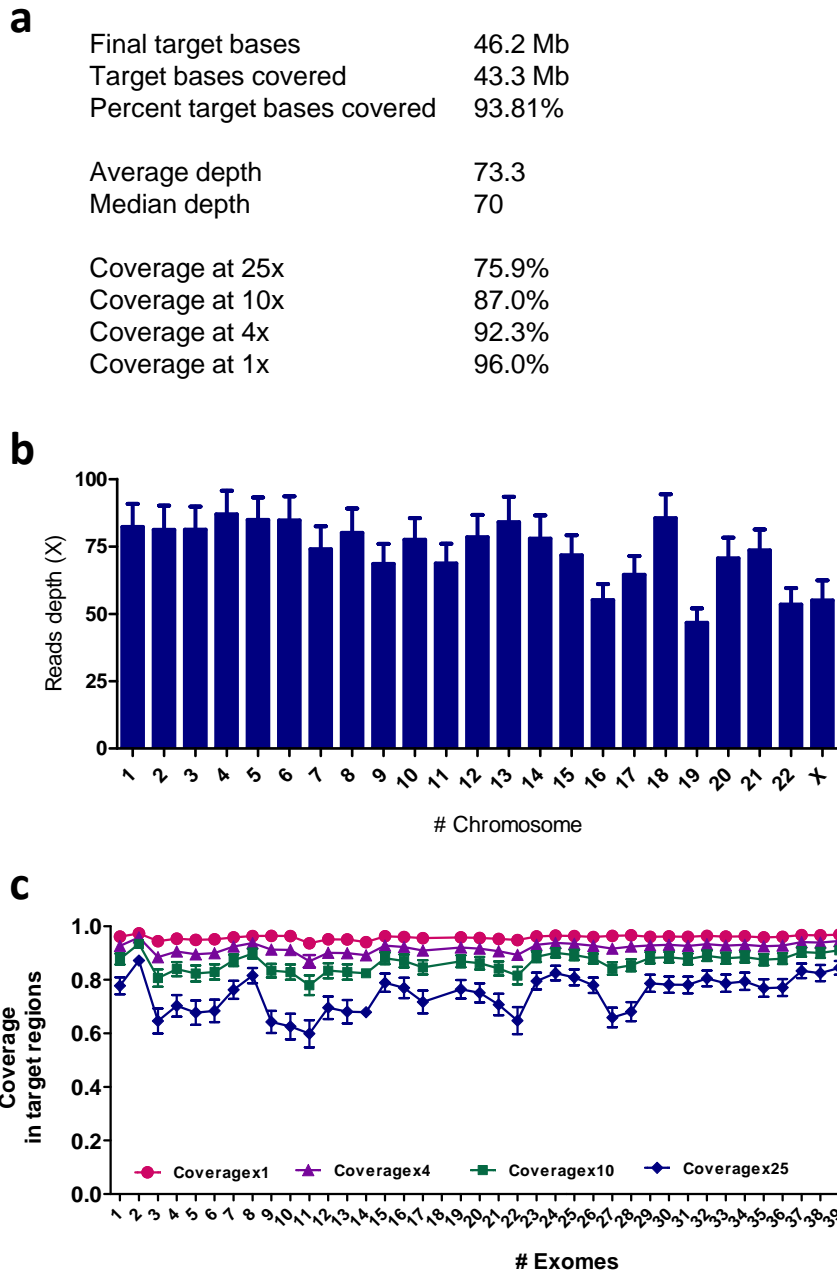 a
Final target bases 46.2 Mb
Target bases covered 43.3 Mb
Percent target bases covered 93.81%
Average depth 73.3
Median depth 70
Coverage at 25x 75.9%
Coverage at 10x 87.0%
Coverage at 4x 92.3%
Coverage at 1x 96.0%
b
100
75
50
25
0
Reads depth (X)
1 2 3 4 5 6 7 8 9 10 11 12 13 14 15 16 17 18 19 20 21 22 X
# Chromosome
c
1.0
0.8
0.6
0.4
0.2
0.0
Coverage
in target regions
Coveragex1 Coveragex4 Coveragex10 Coveragex25
1 2 3 4 5 6 7 8 9 10 11 12 13 14 15 16 17 18 19 20 21 22 23 24 25 26 27 28 29 30 31 32 33 34 35 36 37 38 39
# Exomes